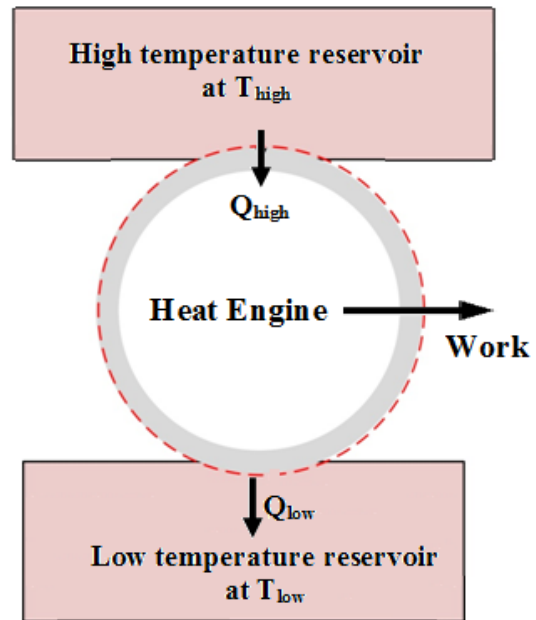 High temperature reservoir
at Thigh
Qhigh
Heat Engine
Work
Qlow
Low temperature reservoir
at Tlow